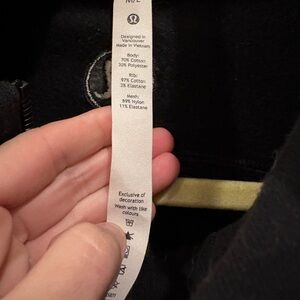 Designed in
Vancouver
Made in Vietnam
Body:
70% Cotton
30% Polyester
Rib:
97% Cotton
3% Elastane
Mesh:
89% Nylon
11% Elastane
Exclusive of
decoration
Wash with like
colours